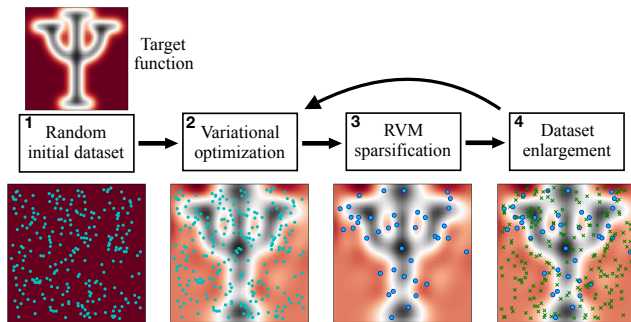 Target
function
1 Random
initial dataset
2 Variational
optimization
3 RVM
sparsification
4 Dataset
enlargement